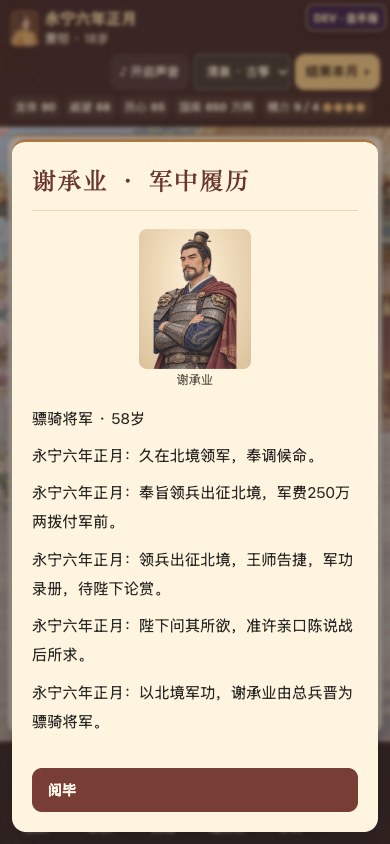 永宁六年正月
DEV · 选手版
♪ 开启声音
清泉 · 古筝
结束本月 ›
谢承业 · 军中履历
谢承业
骠骑将军 · 58岁
永宁六年正月：久在北境领军，奉调候命。
永宁六年正月：奉旨领兵出征北境，军费250万
两拨付军前。
永宁六年正月：领兵出征北境，王师告捷，军功
录册，待陛下论赏。
永宁六年正月：陛下问其所欲，准许亲口陈说战
后所求。
永宁六年正月：以北境军功，谢承业由总兵晋为
骠骑将军。
阅毕